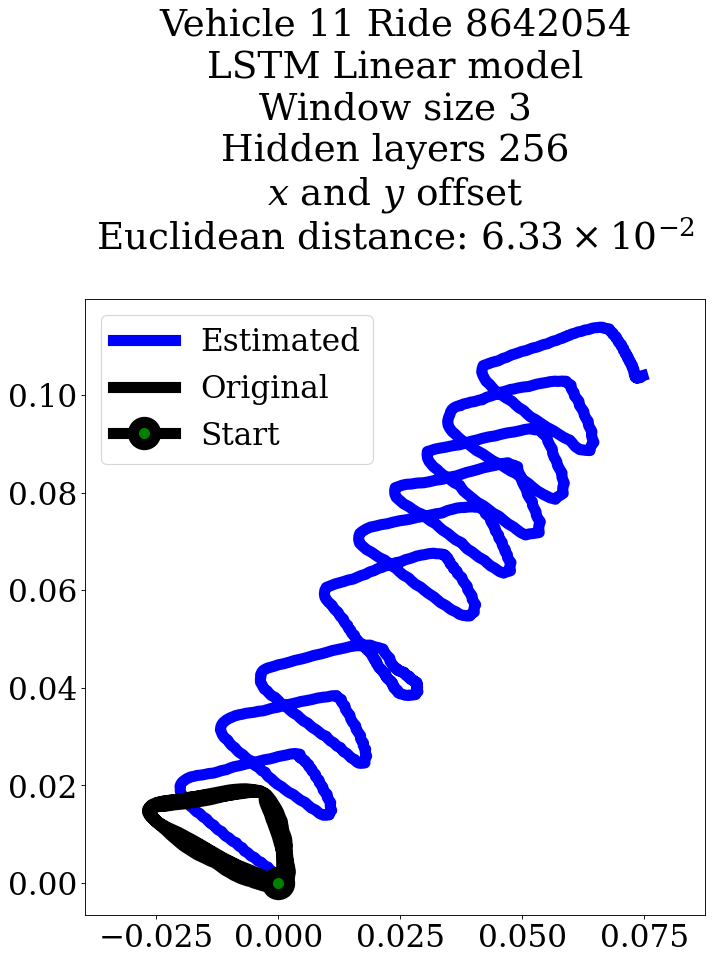 Vehicle 11 Ride 8642054
LSTM Linear model
Window size 3
Hidden layers 256
x and y offset
Euclidean distance: 6.33 × 10⁻²
Estimated
Original
Start
0.10
0.08
0.06
0.04
0.02
0.00
−0.025 0.000 0.025 0.050 0.075